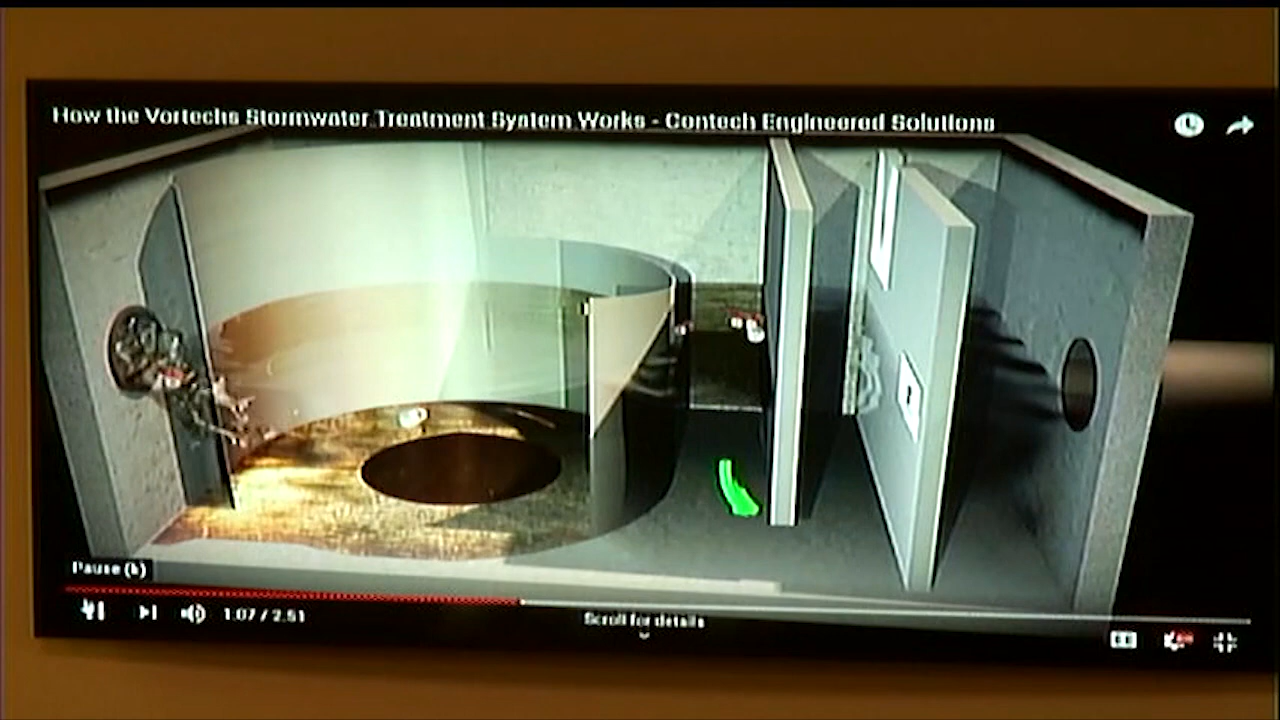 How the Vortechs Stormwater Treatment System Works - Contech Engineered Solutions
Pause (k)
1:07 / 2:51
Scroll for details